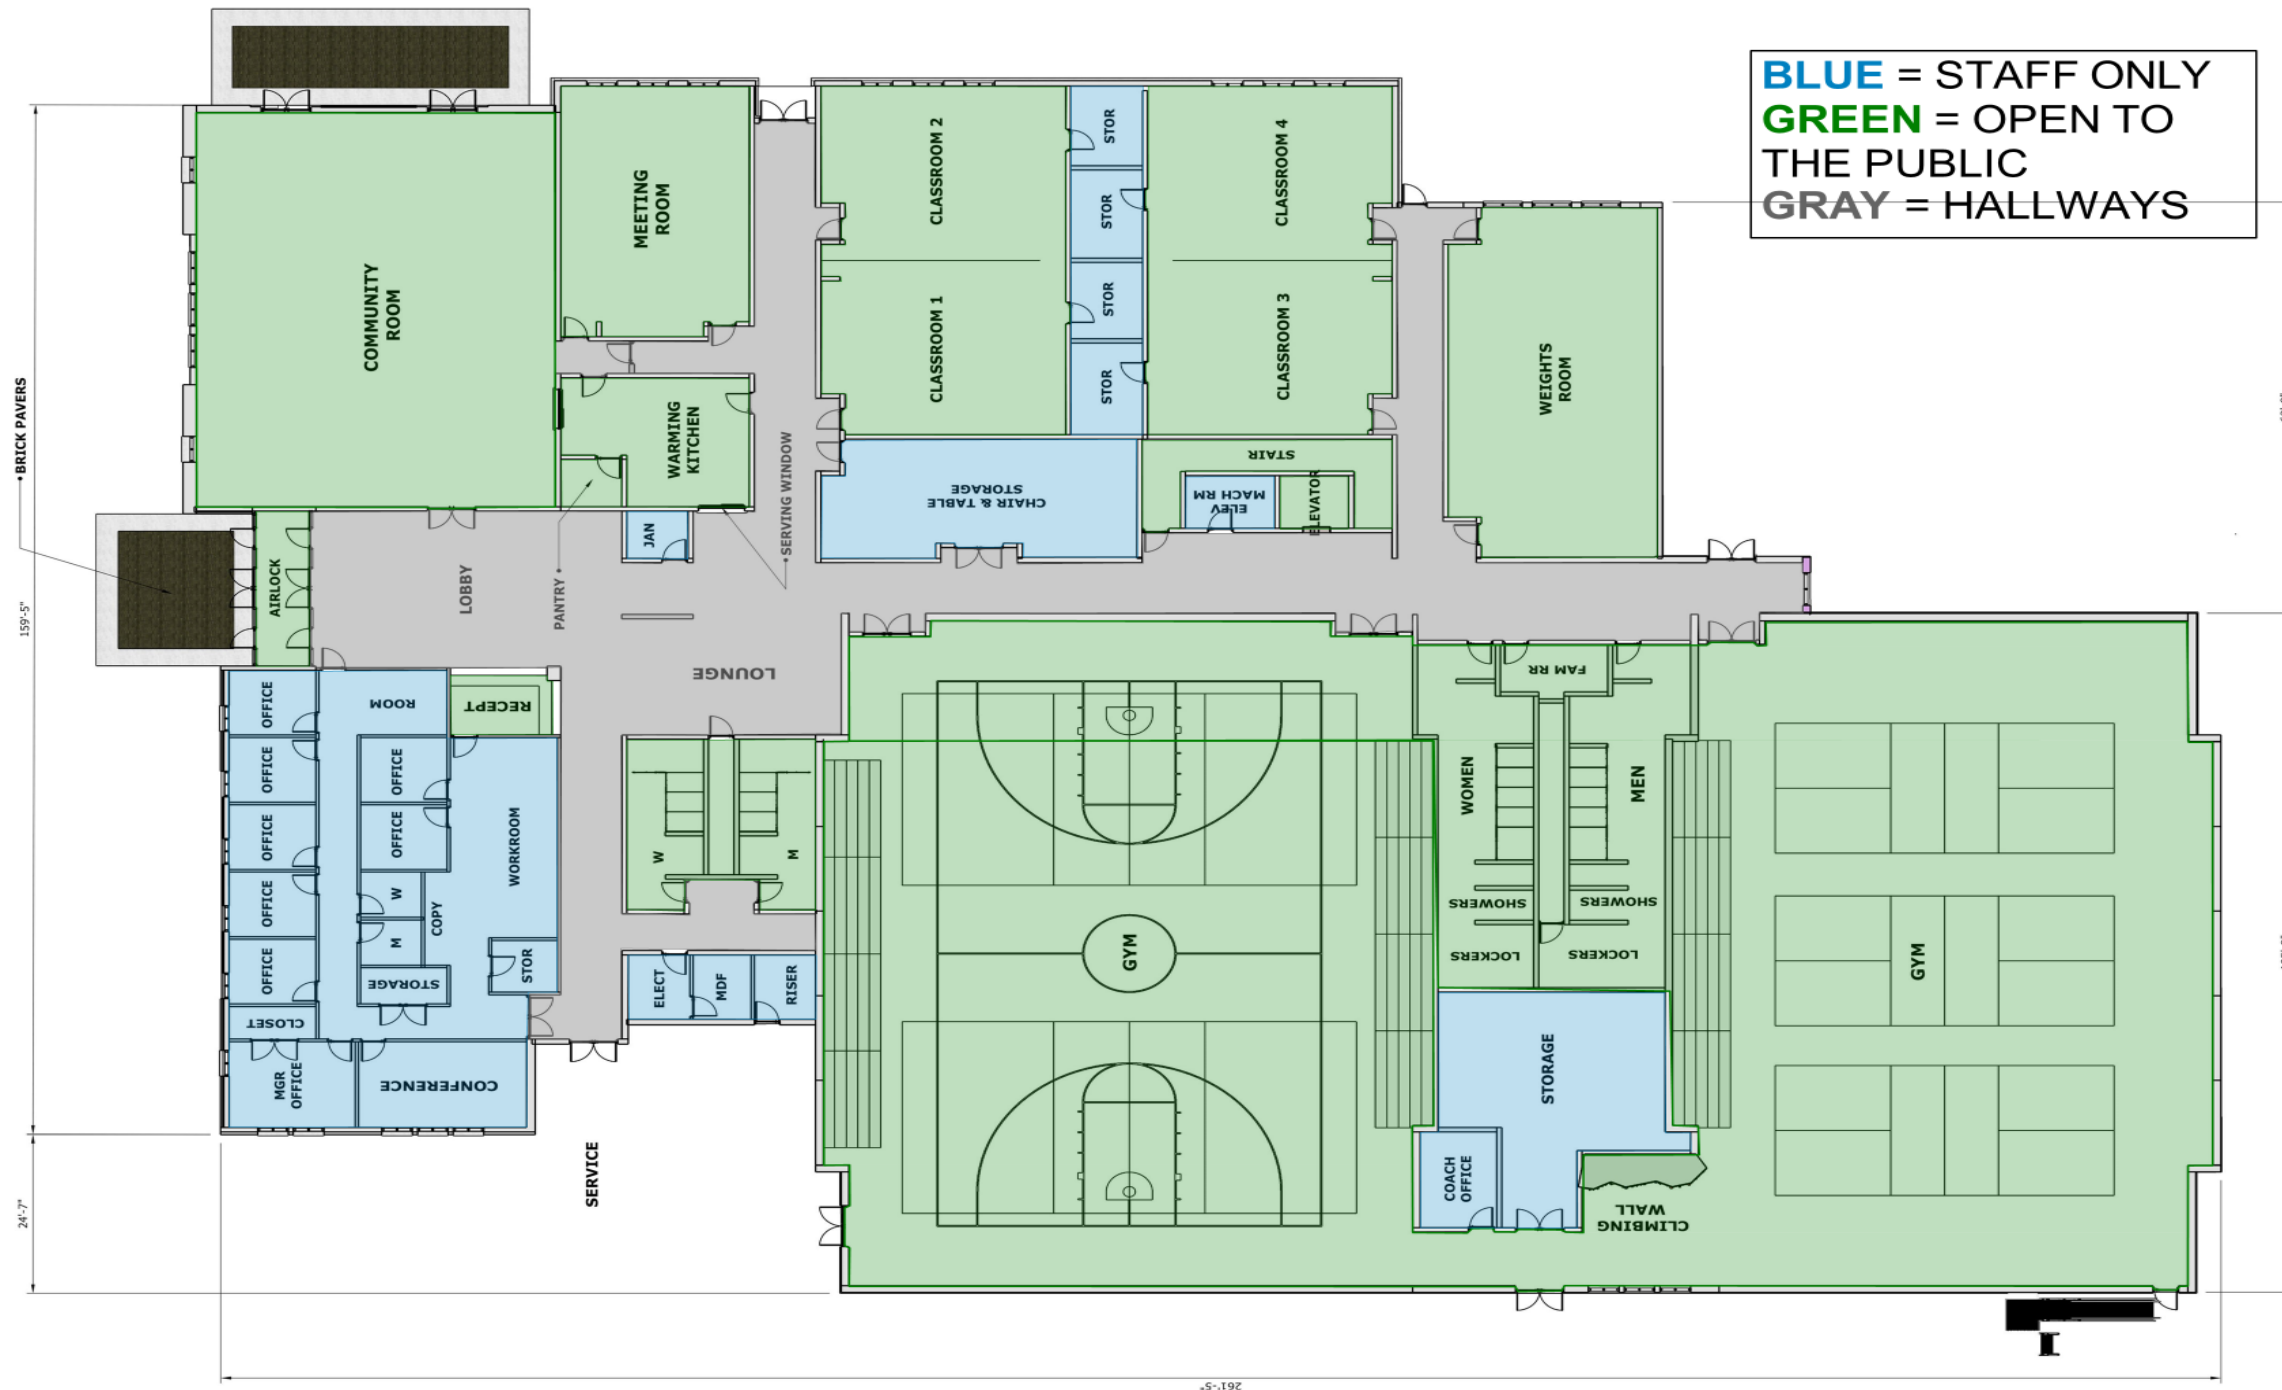 BLUE = STAFF ONLY
GREEN = OPEN TO
THE PUBLIC
GRAY = HALLWAYS
COMMUNITY
ROOM
MEETING
ROOM
CLASSROOM 2
STOR
CLASSROOM 4
STOR
CLASSROOM 1
STOR
CLASSROOM 3
STOR
WEIGHTS
ROOM
BRICK PAVERS
WARMING
KITCHEN
SERVING WINDOW
CHAIR & TABLE
STORAGE
STAIR
ELEV
MACH RM
ELEVATOR
JAN
AIRLOCK
LOBBY
PANTRY
159'-5"
LOUNGE
OFFICE
ROOM
RECEPT
FAM RR
OFFICE
OFFICE
WOMEN
MEN
OFFICE
OFFICE
WORKROOM
W
M
OFFICE
W
COPY
SHOWERS
SHOWERS
OFFICE
M
STOR
STORAGE
LOCKERS
LOCKERS
GYM
GYM
ELECT
MDF
RISER
CLOSET
MGR
OFFICE
CONFERENCE
STORAGE
SERVICE
COACH
OFFICE
CLIMBING
WALL
24'-7"
261'-5"